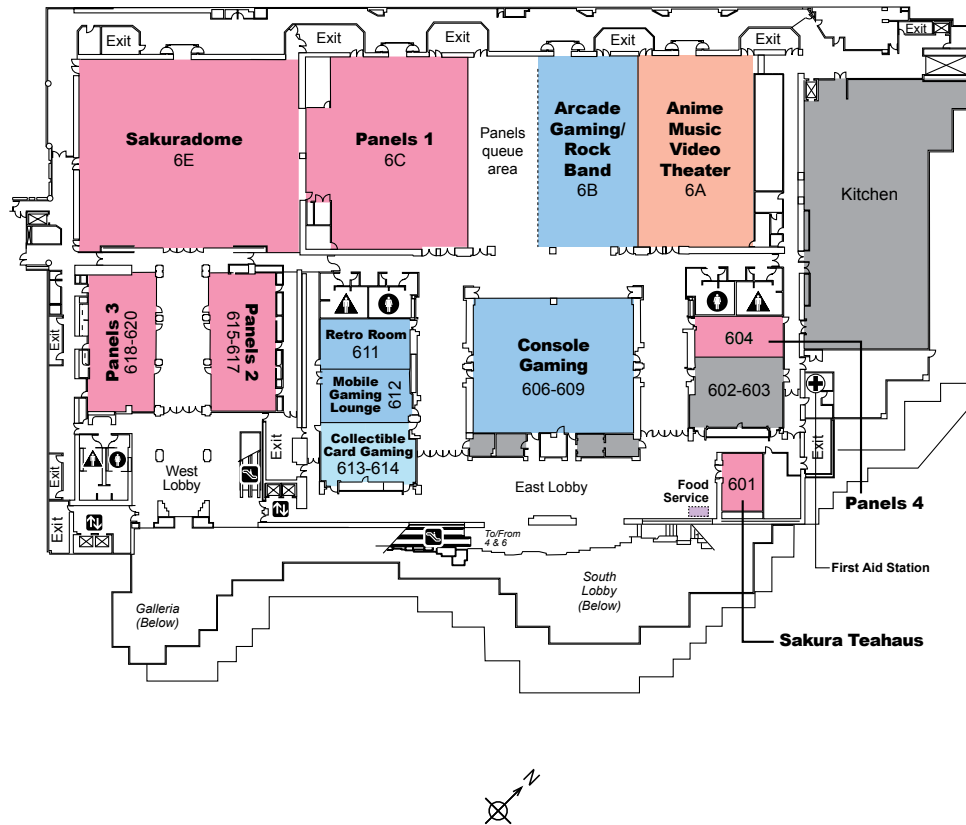 Exit
Exit
Exit
Exit
Exit
Exit
Sakuradome
6E
Panels 1
6C
Panels
queue
area
Arcade
Gaming/
Rock
Band
6B
Anime
Music
Video
Theater
6A
Kitchen
Exit
Panels 3
618-620
Panels 2
615-617
Retro Room
611
Mobile
Gaming
Lounge
612
Collectible
Card Gaming
613-614
Console
Gaming
606-609
604
602-603
Exit
Exit
Exit
Exit
West
Lobby
East Lobby
Food
Service
601
Panels 4
To/From
4 & 6
First Aid Station
Galleria
(Below)
South
Lobby
(Below)
Sakura Teahaus
N